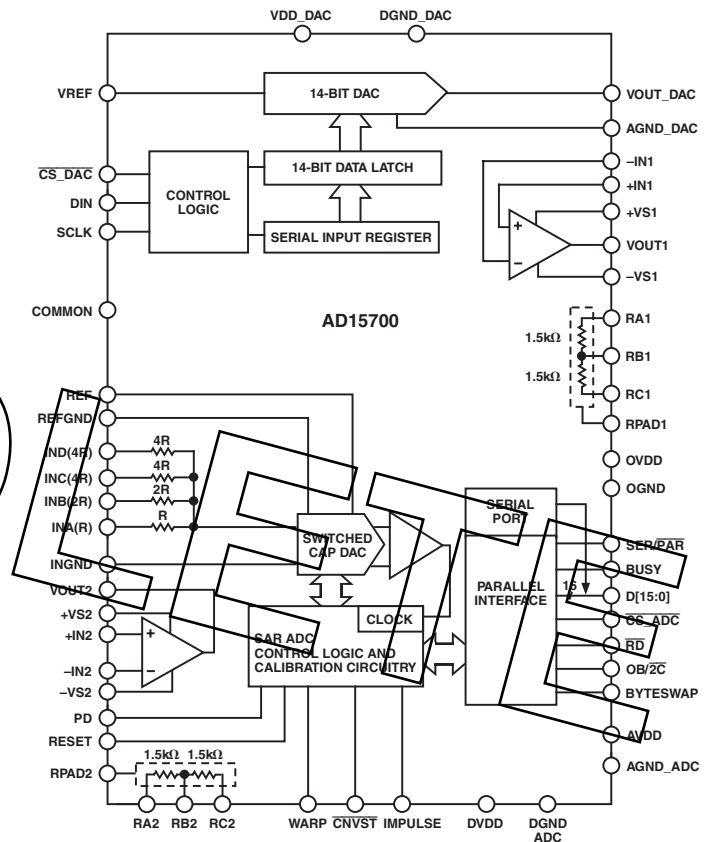 VDD_DAC DGND_DAC
VREF 14-BIT DAC VOUT_DAC
AGND_DAC
CS_DAC 14-BIT DATA LATCH –IN1
DIN CONTROL LOGIC +IN1
SCLK SERIAL INPUT REGISTER +VS1
+
VOUT1
–
–VS1
COMMON AD15700 RA1
1.5kΩ
RB1
1.5kΩ
RC1
REF
REFGND RPAD1
IND(4R) 4R OVDD
INC(4R) 4R OGND
INB(2R) 2R SERIAL PORT
INA(R) R SWITCHED CAP DAC SER/PAR
INGND BUSY
VOUT2 PARALLEL INTERFACE 16 D[15:0]
+VS2 CLOCK CS_ADC
+IN2 + SAR ADC CONTROL LOGIC AND CALIBRATION CIRCUITRY RD
–IN2 – OB/2C
–VS2 BYTESWAP
PD
RESET AVDD
1.5kΩ 1.5kΩ
RPAD2 AGND_ADC
RA2 RB2 RC2 WARP CNVST IMPULSE DVDD DGND ADC